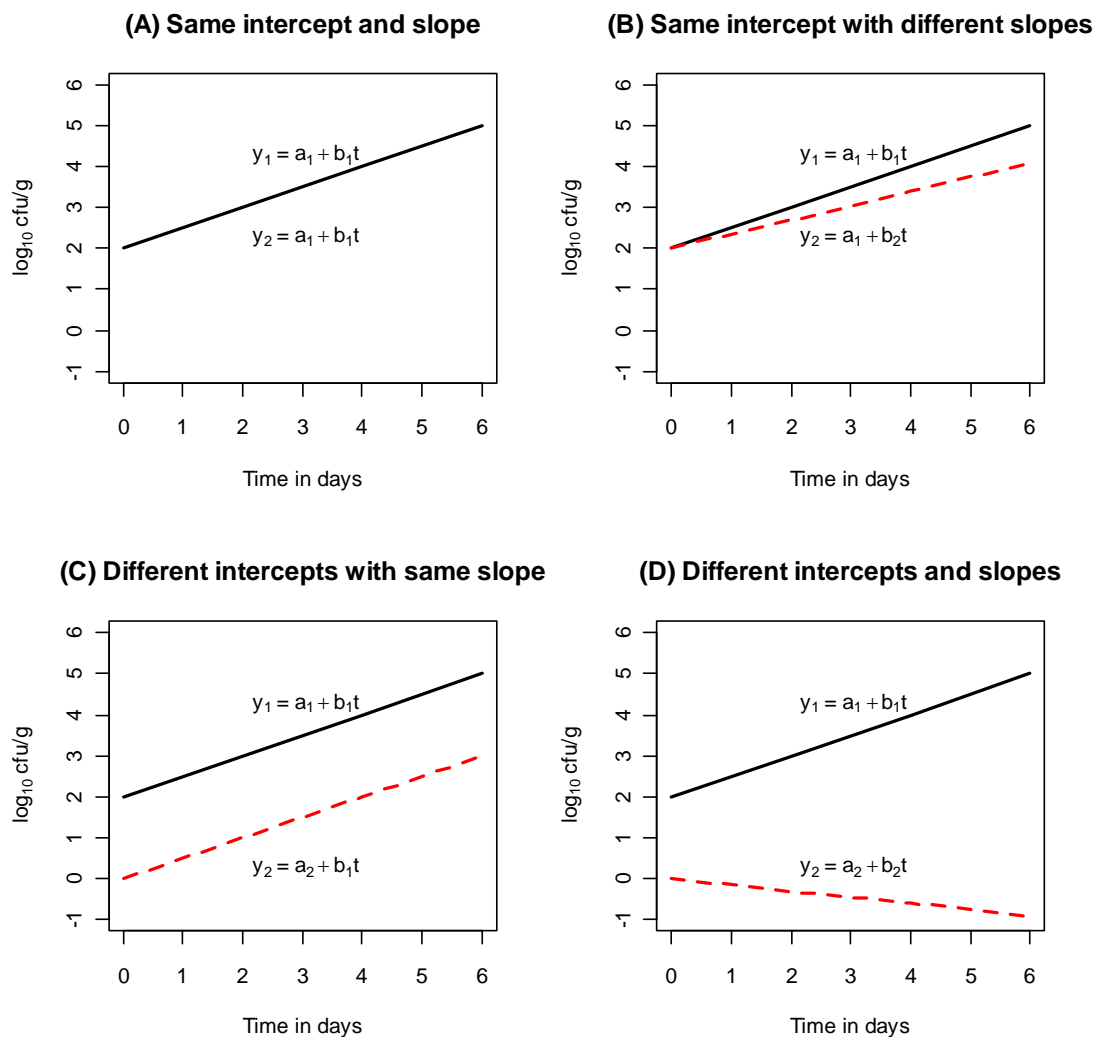 (A) Same intercept and slope
6
5
4
3
2
1
0
-1
log₁₀ cfu/g
y₁ = a₁ + b₁t
y₂ = a₁ + b₁t
0 1 2 3 4 5 6
Time in days
(B) Same intercept with different slopes
6
5
4
3
2
1
0
-1
log₁₀ cfu/g
y₁ = a₁ + b₁t
y₂ = a₁ + b₂t
0 1 2 3 4 5 6
Time in days
(C) Different intercepts with same slope
6
5
4
3
2
1
0
-1
log₁₀ cfu/g
y₁ = a₁ + b₁t
y₂ = a₂ + b₁t
0 1 2 3 4 5 6
Time in days
(D) Different intercepts and slopes
6
5
4
3
2
1
0
-1
log₁₀ cfu/g
y₁ = a₁ + b₁t
y₂ = a₂ + b₂t
0 1 2 3 4 5 6
Time in days